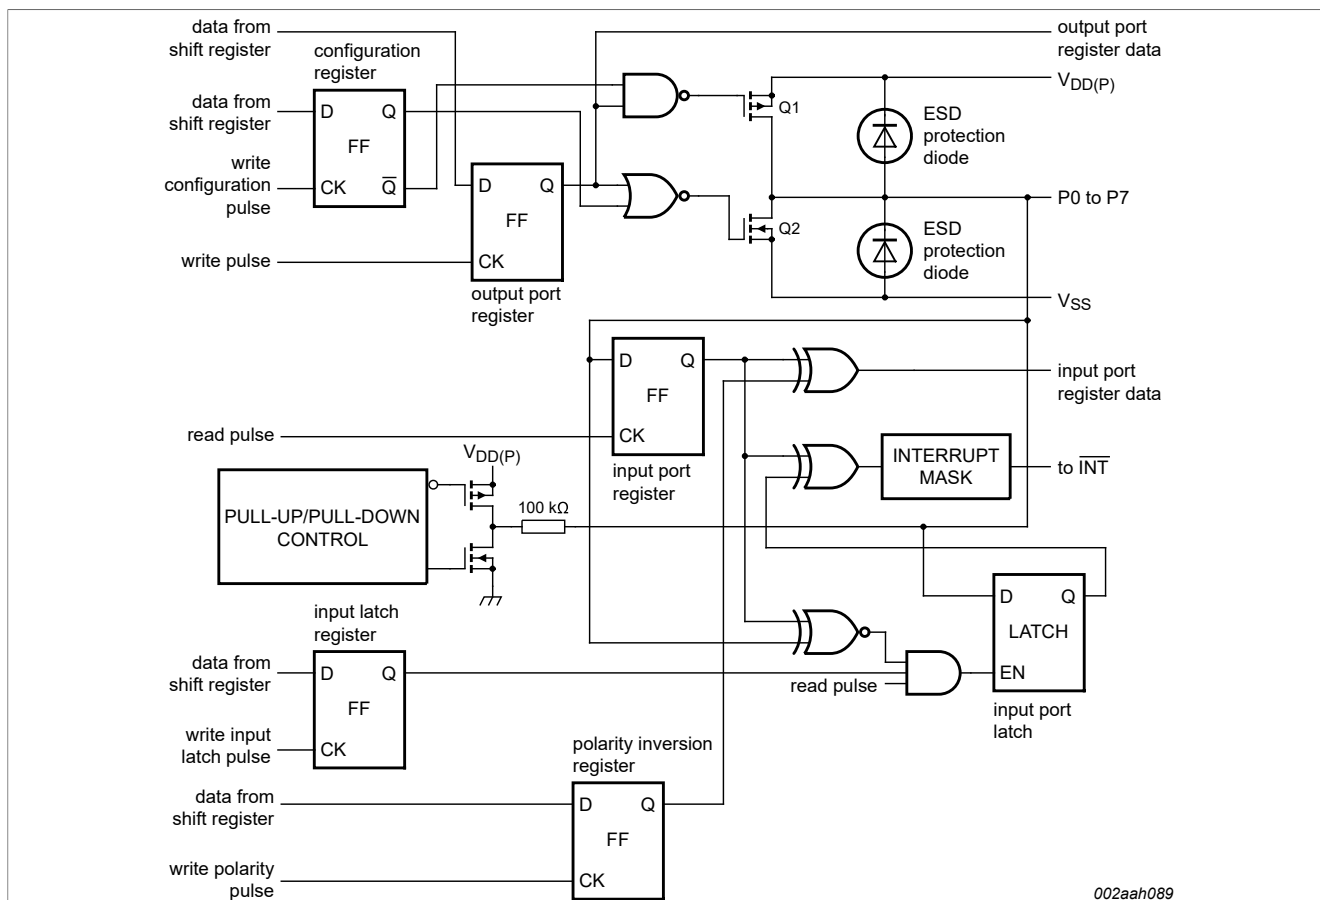 data from
shift register
configuration
register
data from
shift register
D
Q
FF
write
configuration
pulse
CK
Q̅
D
Q
FF
CK
write pulse
output port
register
output port
register data
VDD(P)
Q1
ESD
protection
diode
P0 to P7
Q2
ESD
protection
diode
VSS
D
Q
FF
CK
read pulse
input port
register
input port
register data
INTERRUPT
MASK
to I̅N̅T̅
VDD(P)
PULL-UP/PULL-DOWN
CONTROL
100 kΩ
D
Q
LATCH
EN
input port
latch
read pulse
input latch
register
data from
shift register
D
Q
FF
write input
latch pulse
CK
polarity inversion
register
data from
shift register
D
Q
FF
write polarity
pulse
CK
002aah089